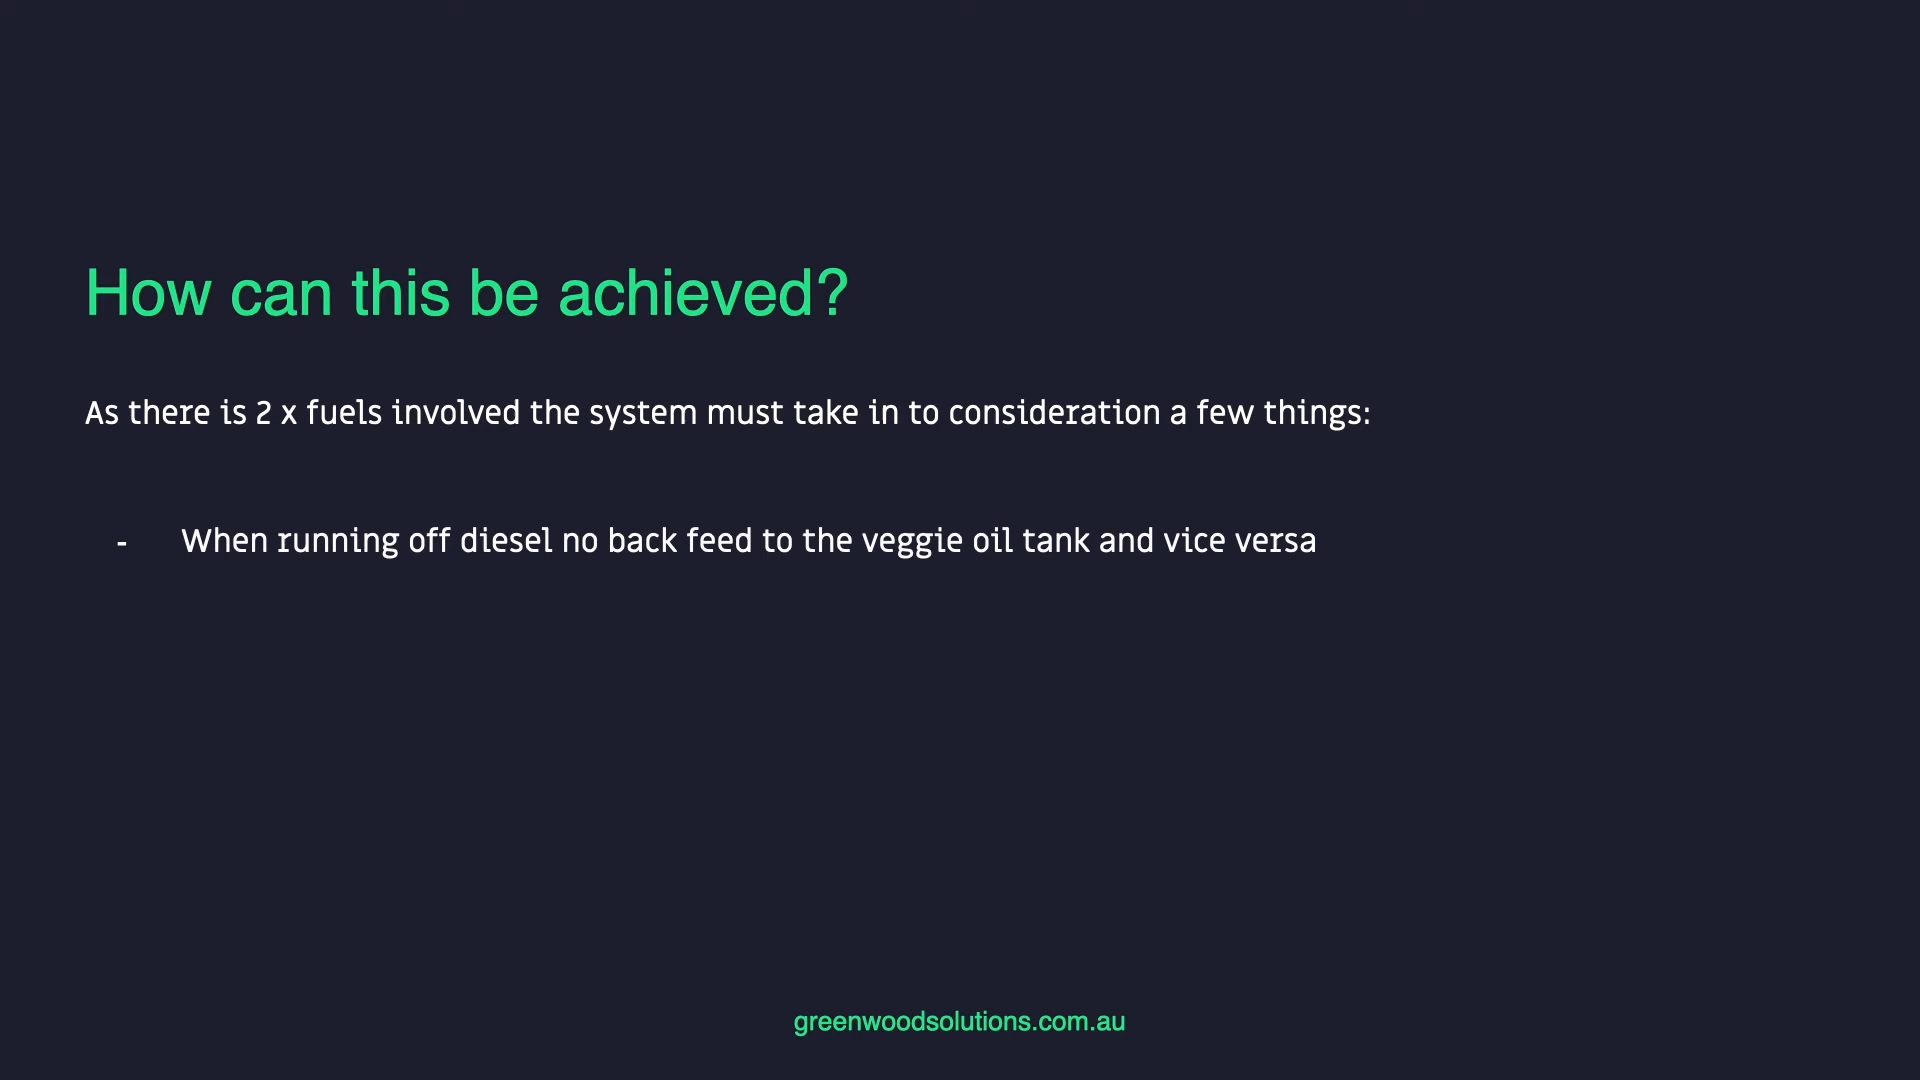 How can this be achieved?
As there is 2 x fuels involved the system must take in to consideration a few things:
- When running off diesel no back feed to the veggie oil tank and vice versa
greenwoodsolutions.com.au